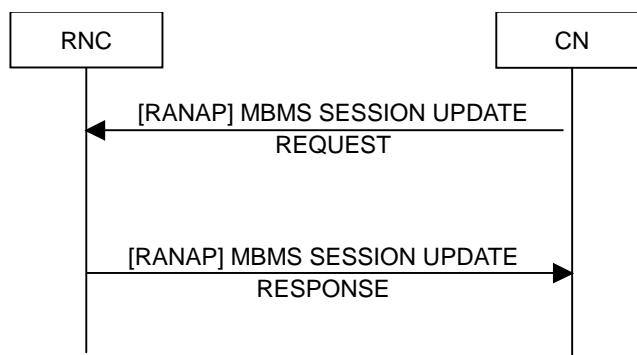 RNC
CN
[RANAP] MBMS SESSION UPDATE
REQUEST
[RANAP] MBMS SESSION UPDATE
RESPONSE